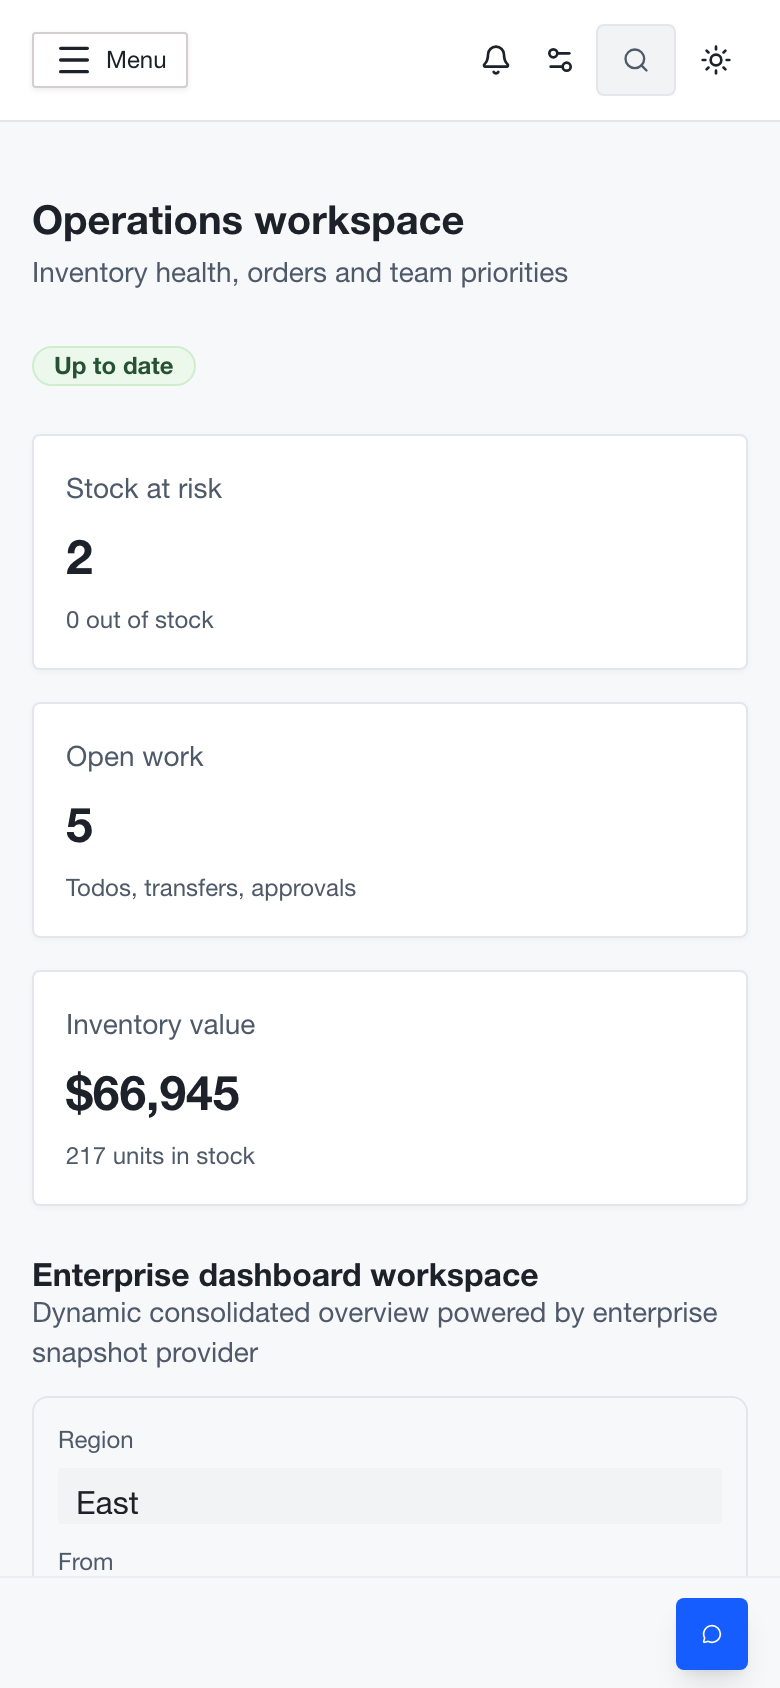 Menu
Operations workspace
Inventory health, orders and team priorities
Up to date
Stock at risk
2
0 out of stock
Open work
5
Todos, transfers, approvals
Inventory value
$66,945
217 units in stock
Enterprise dashboard workspace
Dynamic consolidated overview powered by enterprise
snapshot provider
Region
East
From